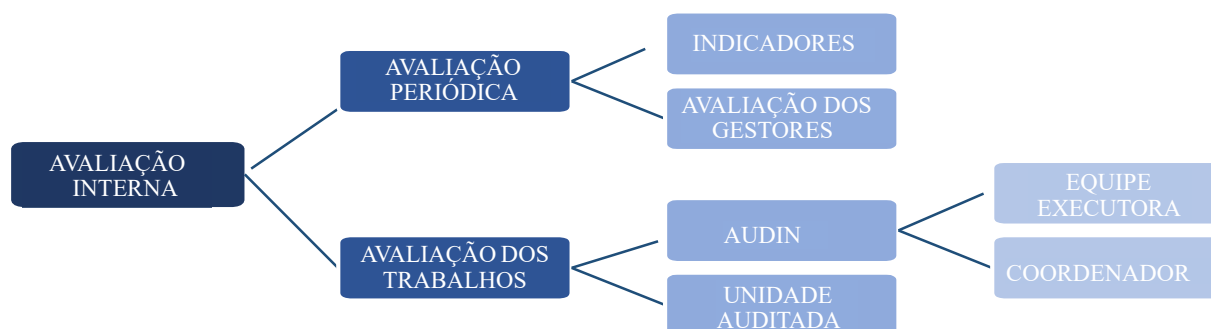 AVALIAÇÃO
INTERNA
AVALIAÇÃO
PERIÓDICA
INDICADORES
AVALIAÇÃO DOS
GESTORES
AVALIAÇÃO DOS
TRABALHOS
AUDIN
EQUIPE
EXECUTORA
COORDENADOR
UNIDADE
AUDITADA